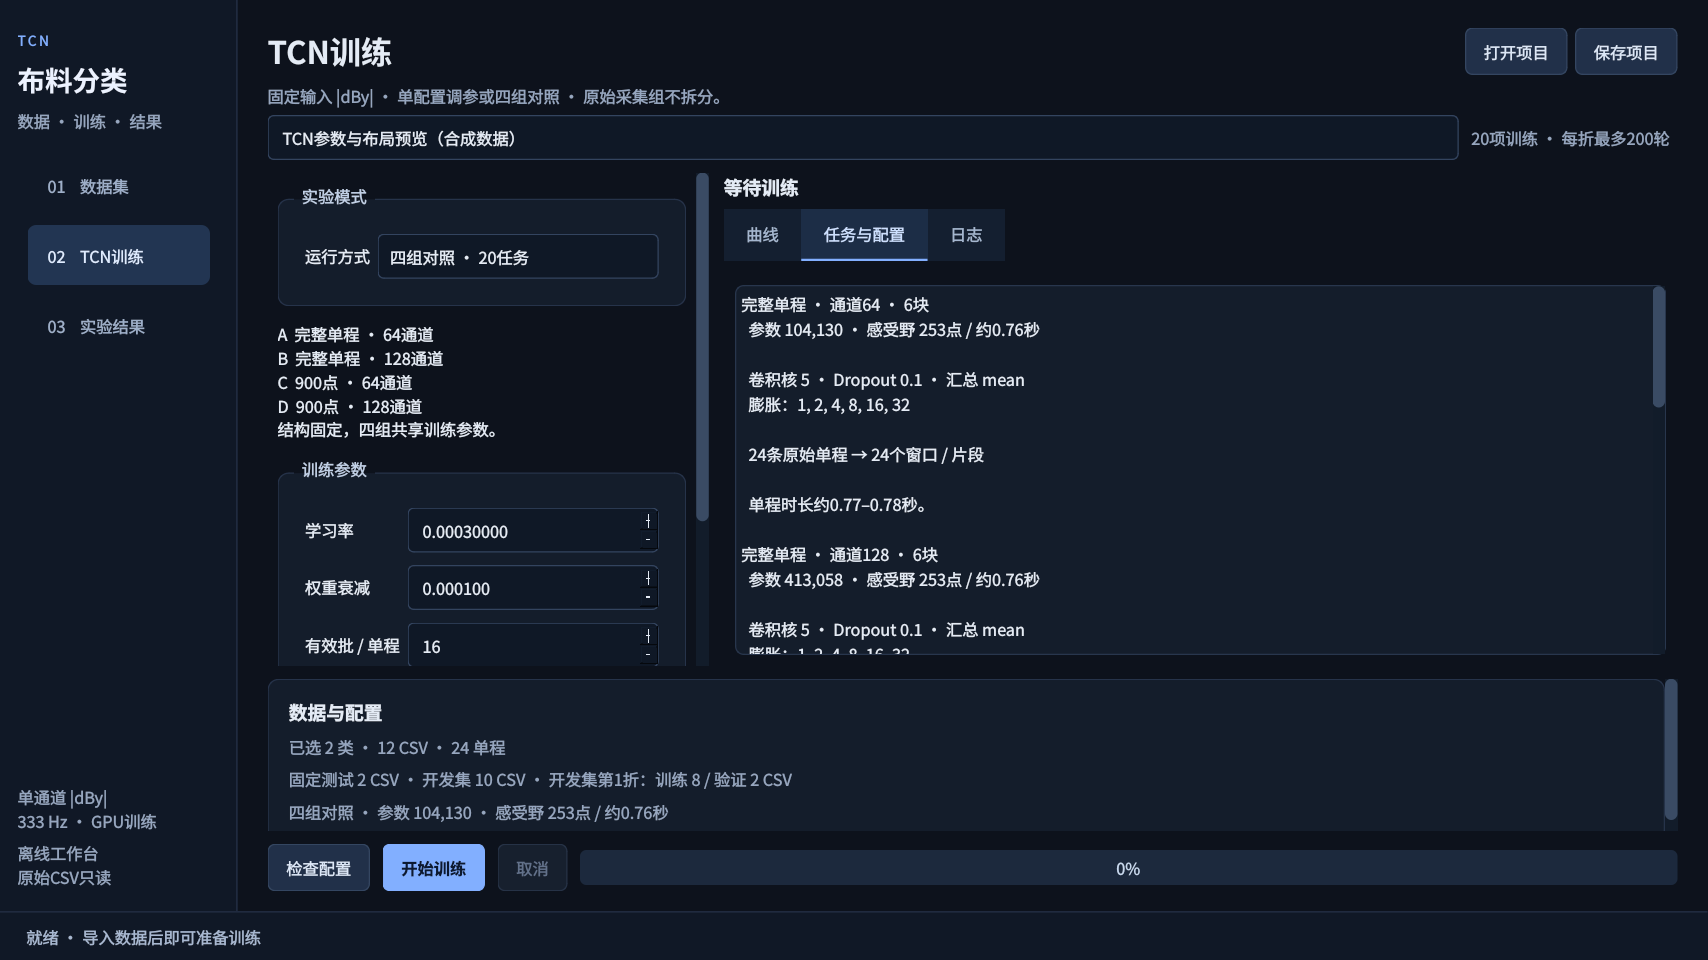 TCN
布料分类
数据 · 训练 · 结果
01 数据集
02 TCN训练
03 实验结果
单通道 |dBy|
333 Hz · GPU训练
离线工作台
原始CSV只读
TCN训练
打开项目
保存项目
固定输入 |dBy| · 单配置调参或四组对照 · 原始采集组不拆分。
TCN参数与布局预览（合成数据）
20项训练 · 每折最多200轮
实验模式
运行方式
四组对照 · 20任务
A 完整单程 · 64通道
B 完整单程 · 128通道
C 900点 · 64通道
D 900点 · 128通道
结构固定，四组共享训练参数。
训练参数
学习率
0.00030000
+
-
权重衰减
0.000100
+
-
有效批 / 单程
16
+
-
等待训练
曲线
任务与配置
日志
完整单程 · 通道64 · 6块
参数 104,130 · 感受野 253点 / 约0.76秒
卷积核 5 · Dropout 0.1 · 汇总 mean
膨胀：1, 2, 4, 8, 16, 32
24条原始单程 → 24个窗口 / 片段
单程时长约0.77–0.78秒。
完整单程 · 通道128 · 6块
参数 413,058 · 感受野 253点 / 约0.76秒
卷积核 5 · Dropout 0.1 · 汇总 mean
膨胀：1, 2, 4, 8, 16, 32
数据与配置
已选 2 类 · 12 CSV · 24 单程
固定测试 2 CSV · 开发集 10 CSV · 开发集第1折：训练 8 / 验证 2 CSV
四组对照 · 参数 104,130 · 感受野 253点 / 约0.76秒
检查配置
开始训练
取消
0%
就绪 · 导入数据后即可准备训练